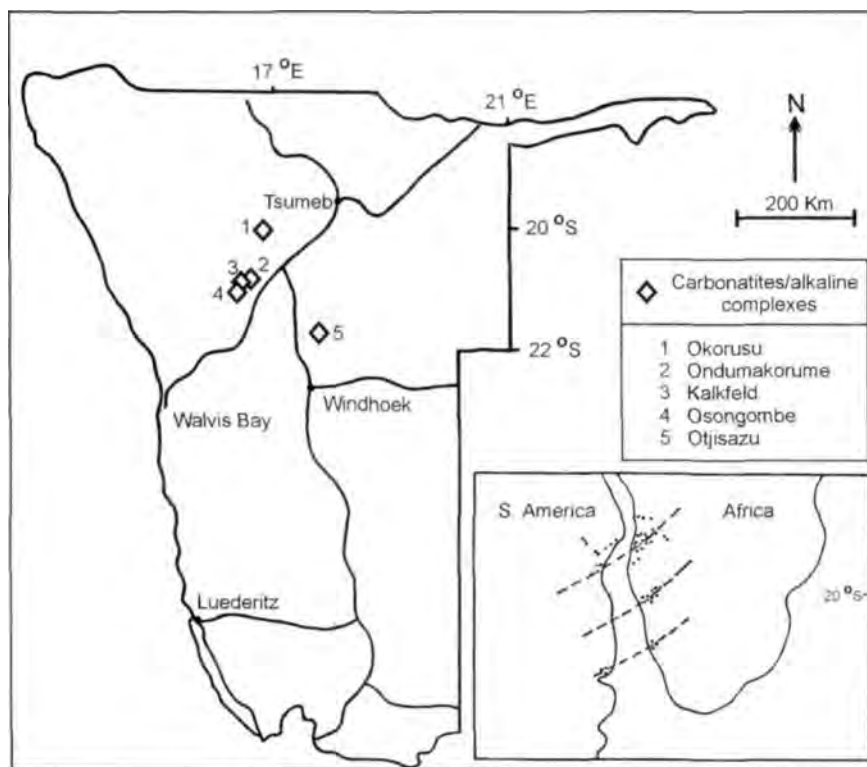 17 °E
21 °E
N
Tsumeb
200 Km
1
20 °S
3 2
4
Carbonatites/alkaline
complexes
5
22 °S
1 Okorusu
2 Ondumakorume
3 Kalkfeld
4 Osongombe
5 Otjisazu
Windhoek
Walvis Bay
S. America
Africa
20 °S
Luederitz